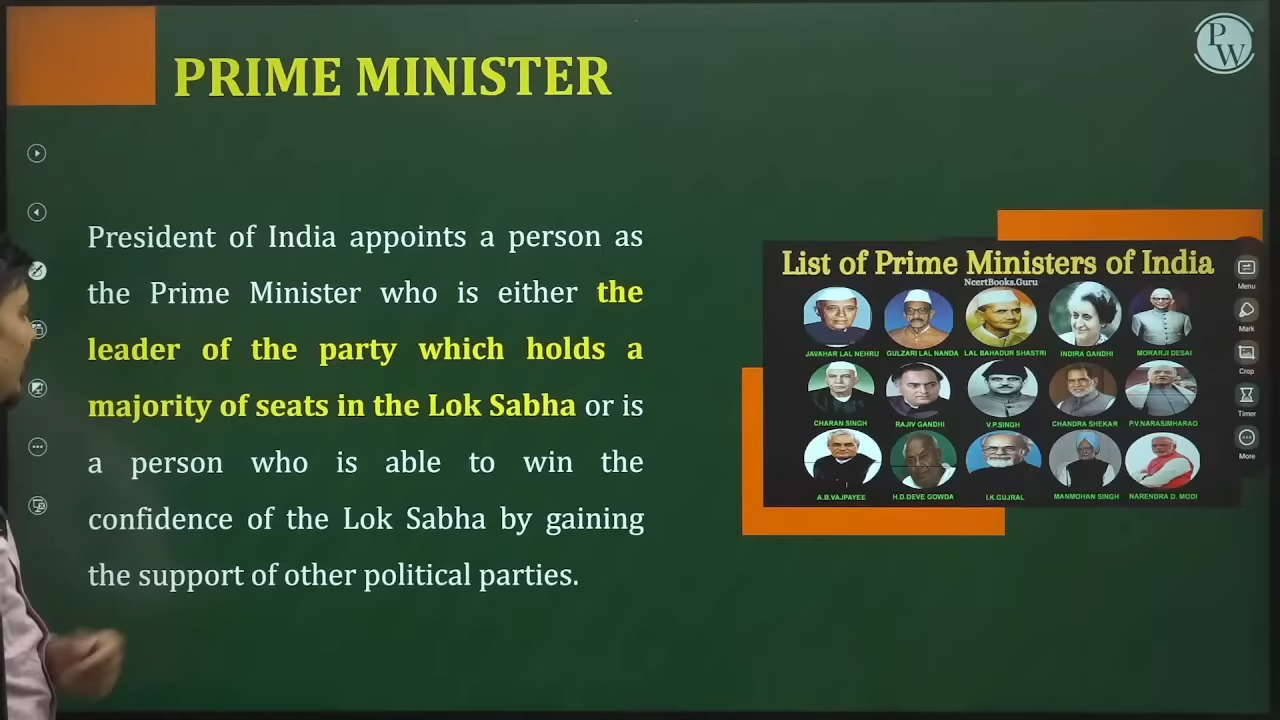 PRIME MINISTER
PW
President of India appoints a person as
the Prime Minister who is either the
leader of the party which holds a
majority of seats in the Lok Sabha or is
a person who is able to win the
confidence of the Lok Sabha by gaining
the support of other political parties.
List of Prime Ministers of India
NcertBooks.Guru
JAVAHAR LAL NEHRU GULZARI LAL NANDA LAL BAHADUR SHASTRI INDIRA GANDHI MORARJI DESAI
CHARAN SINGH RAJIV GANDHI V.P.SINGH CHANDRA SHEKAR P.V.NARASIMHARAO
A.B.VAJPAYEE H.D.DEVE GOWDA I.K.GUJRAL MANMOHAN SINGH NARENDRA D. MODI
Menu
Mark
Crop
Timer
More